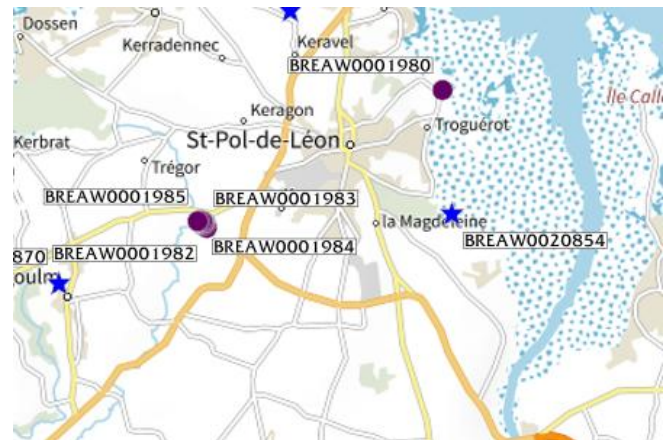 Dossen
Kerradennec
Keravel
BREAW0001980
Île Calle
Keragon
Troguérot
Kerbrat
St-Pol-de-Léon
Trégor
BREAW0001985
BREAW0001983
la Magdeleine
870
BREAW0001982
BREAW0001984
BREAW0020854
oulm